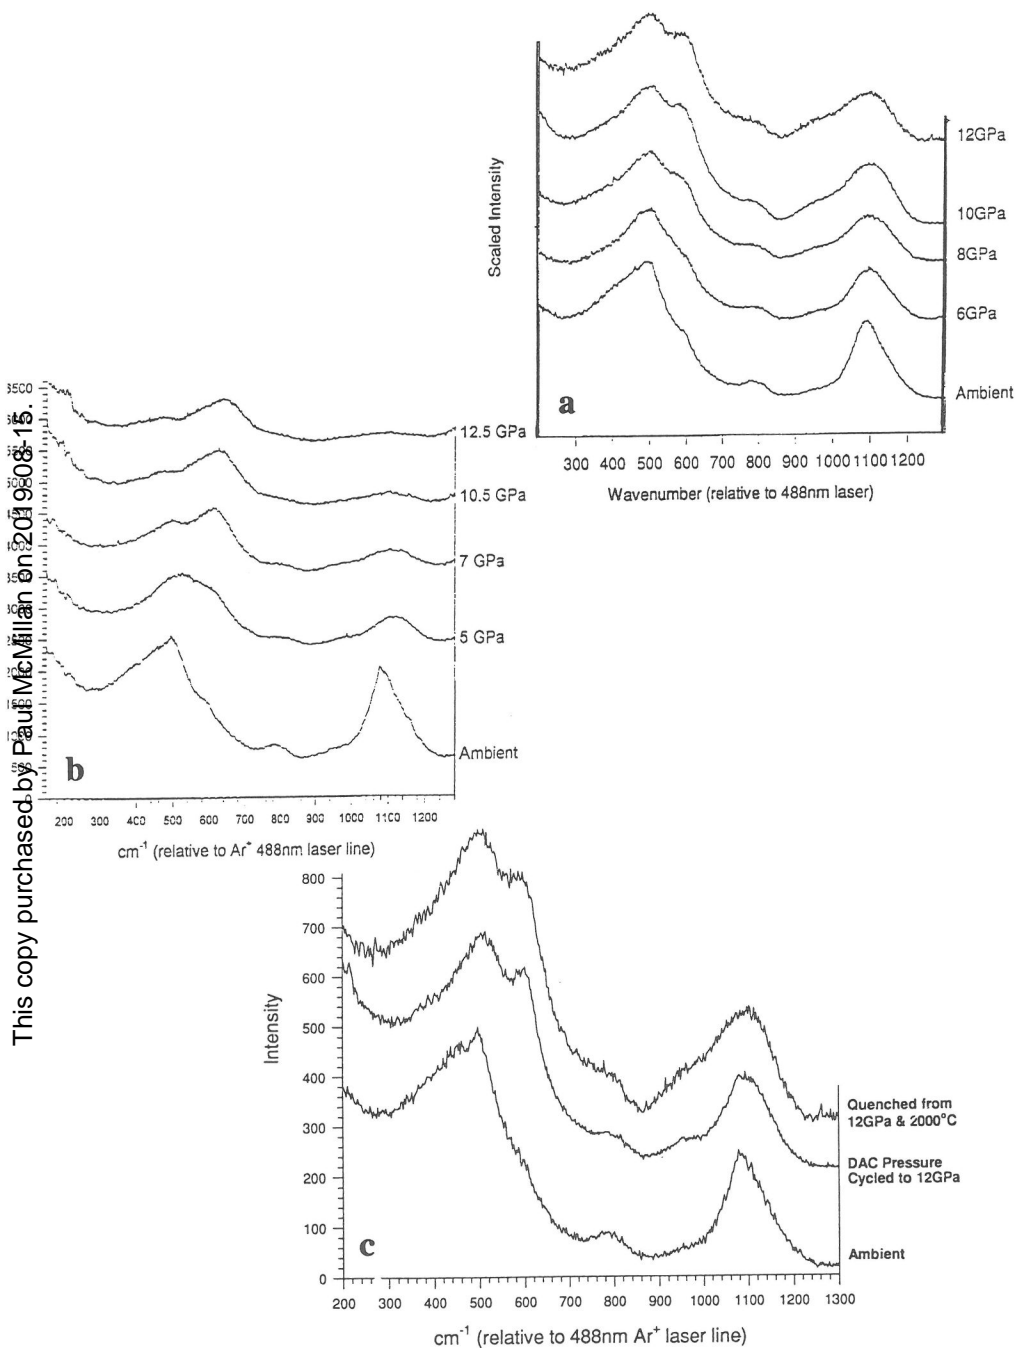 This copy purchased by Paul McMillan on 2019-08-15.
Scaled Intensity
12GPa
10GPa
8GPa
6GPa
Ambient
a
300 400 500 600 700 800 900 1000 1100 1200
Wavenumber (relative to 488nm laser)
12.5 GPa
10.5 GPa
7 GPa
5 GPa
Ambient
b
200 300 400 500 600 700 800 900 1000 1100 1200
cm⁻¹ (relative to Ar⁺ 488nm laser line)
Intensity
800
700
600
500
400
300
200
100
0
Quenched from
12GPa & 2000°C
DAC Pressure
Cycled to 12GPa
Ambient
c
200 300 400 500 600 700 800 900 1000 1100 1200 1300
cm⁻¹ (relative to 488nm Ar⁺ laser line)